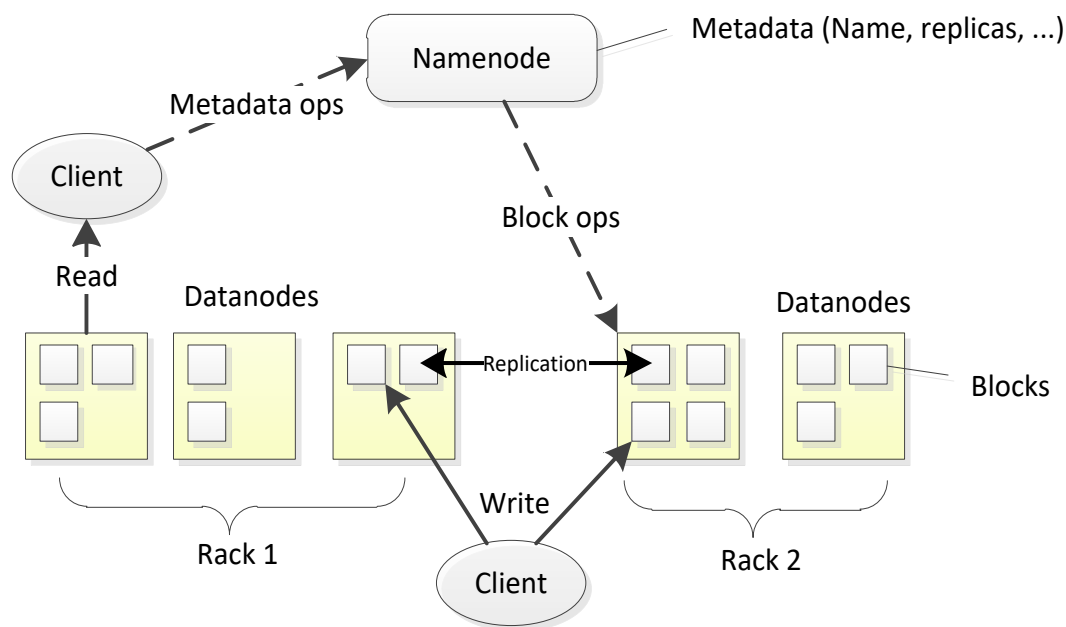 Metadata (Name, replicas, ...)
Namenode
Metadata ops
Client
Block ops
Read
Datanodes
Datanodes
Replication
Blocks
Write
Rack 1
Rack 2
Client